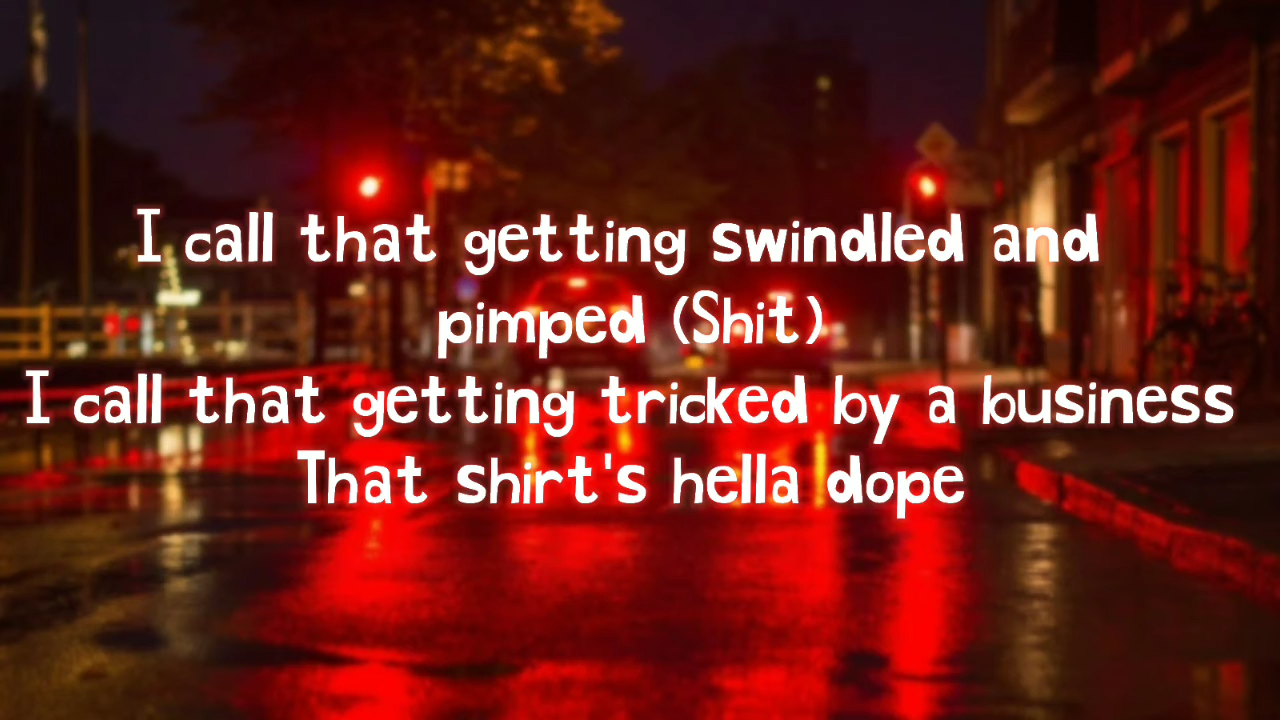 I call that getting swindled and
pimped (Shit)
I call that getting tricked by a business
That shirt's hella dope